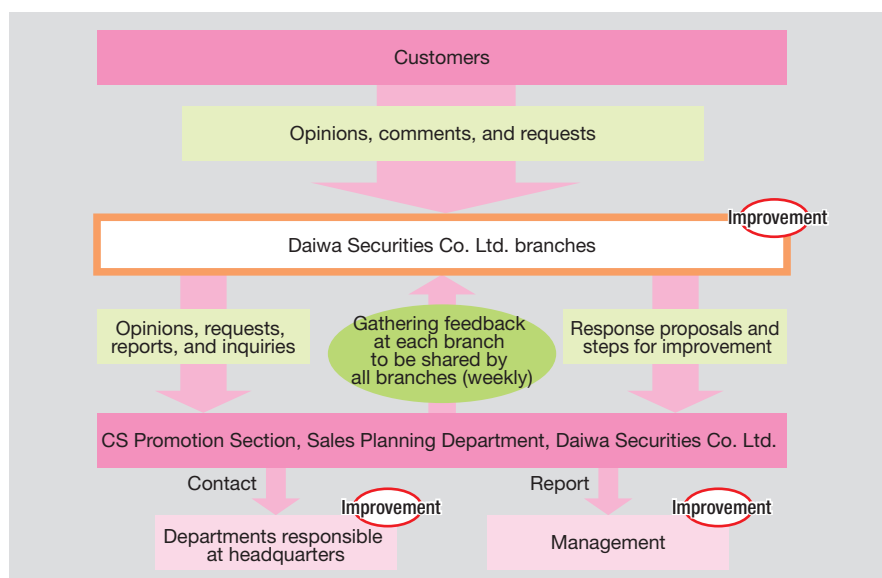 Customers
Opinions, comments, and requests
Improvement
Daiwa Securities Co. Ltd. branches
Opinions, requests,
reports, and inquiries
Gathering feedback
at each branch
to be shared by
all branches (weekly)
Response proposals and
steps for improvement
CS Promotion Section, Sales Planning Department, Daiwa Securities Co. Ltd.
Contact
Report
Improvement
Improvement
Departments responsible
at headquarters
Management